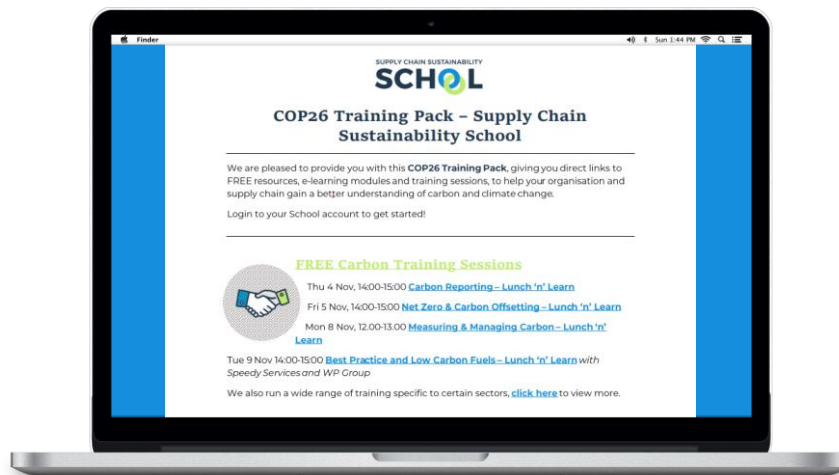 Finder
Sun 1:44 PM
SUPPLY CHAIN SUSTAINABILITY
SCHOOL
COP26 Training Pack – Supply Chain
Sustainability School
We are pleased to provide you with this COP26 Training Pack, giving you direct links to
FREE resources, e-learning modules and training sessions, to help your organisation and
supply chain gain a better understanding of carbon and climate change.
Login to your School account to get started!
FREE Carbon Training Sessions
Thu 4 Nov, 14:00-15:00 Carbon Reporting – Lunch 'n' Learn
Fri 5 Nov, 14:00-15:00 Net Zero & Carbon Offsetting – Lunch 'n' Learn
Mon 8 Nov, 12.00-13.00 Measuring & Managing Carbon – Lunch 'n'
Learn
Tue 9 Nov 14:00-15:00 Best Practice and Low Carbon Fuels – Lunch 'n' Learn with
Speedy Services and WP Group
We also run a wide range of training specific to certain sectors, click here to view more.